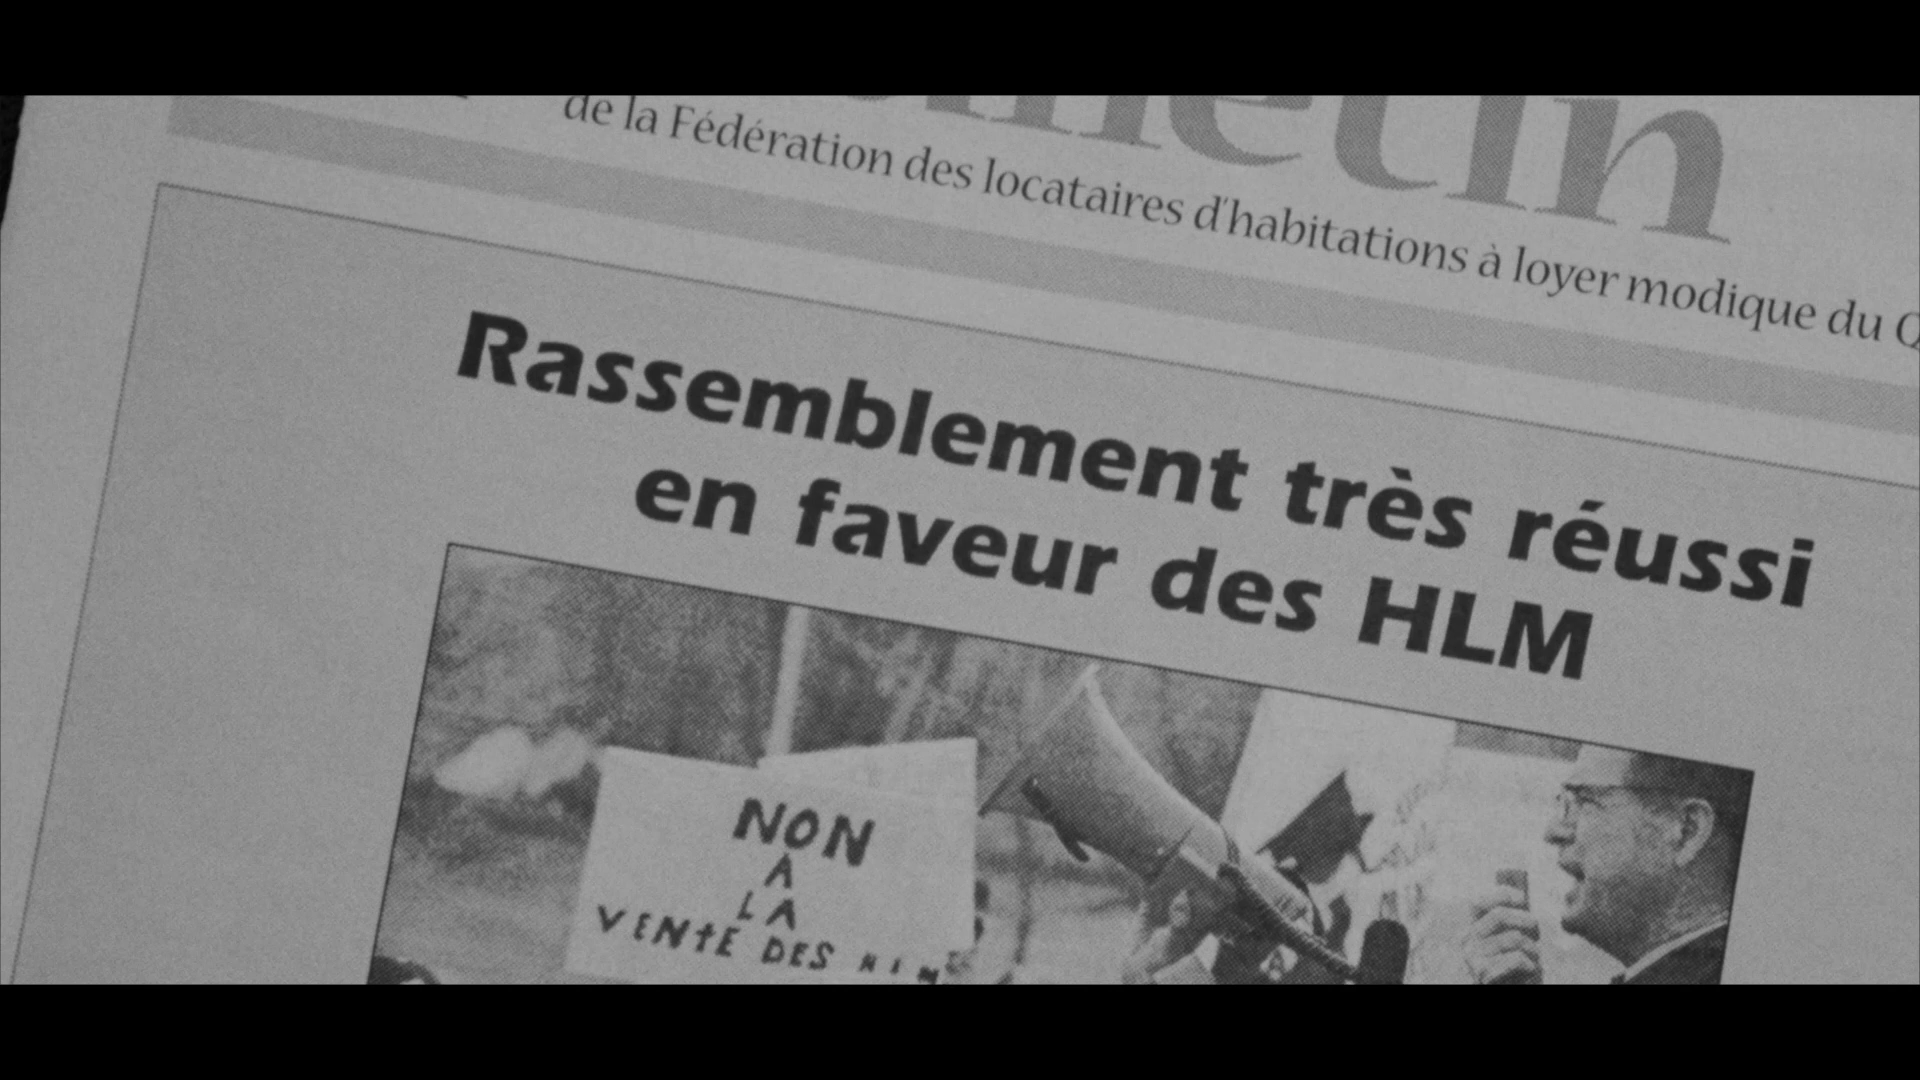 de la Fédération des locataires d'habitations à loyer modique du
Rassemblement très réussi
en faveur des HLM
NON
A
LA
VENTE DES HLM